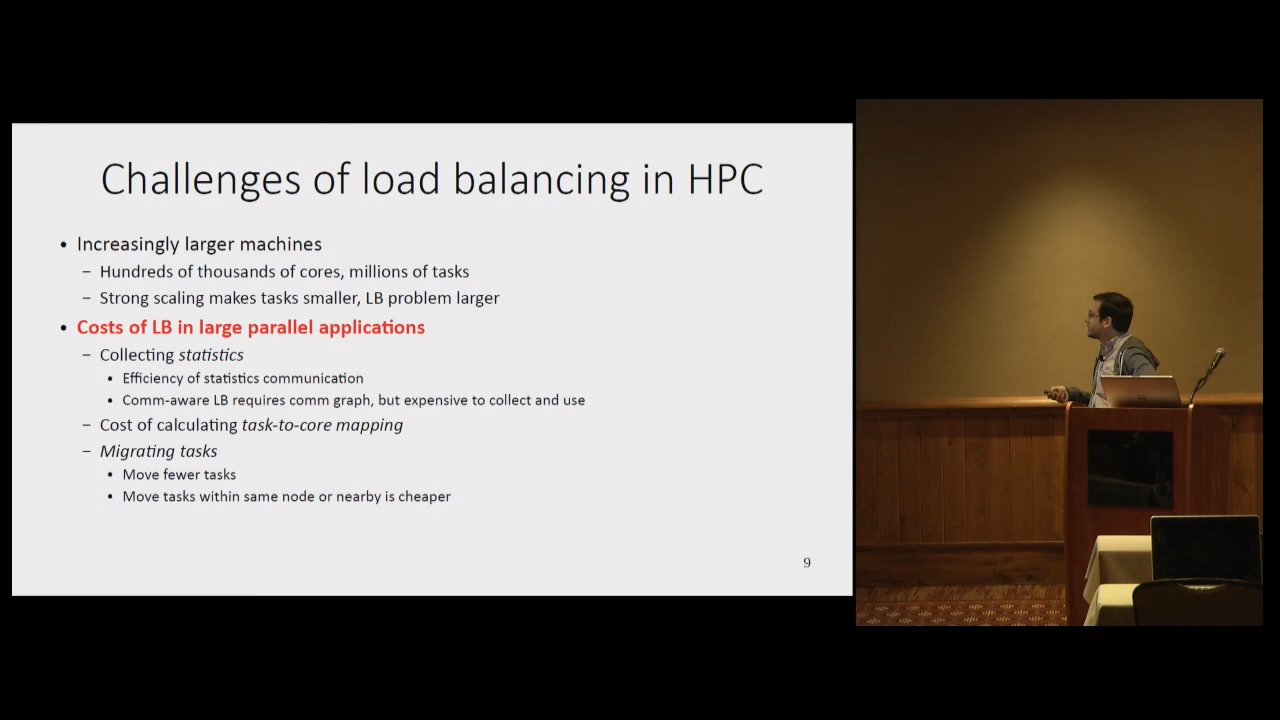 Challenges of load balancing in HPC
• Increasingly larger machines
– Hundreds of thousands of cores, millions of tasks
– Strong scaling makes tasks smaller, LB problem larger
• Costs of LB in large parallel applications
– Collecting statistics
• Efficiency of statistics communication
• Comm-aware LB requires comm graph, but expensive to collect and use
– Cost of calculating task-to-core mapping
– Migrating tasks
• Move fewer tasks
• Move tasks within same node or nearby is cheaper
9